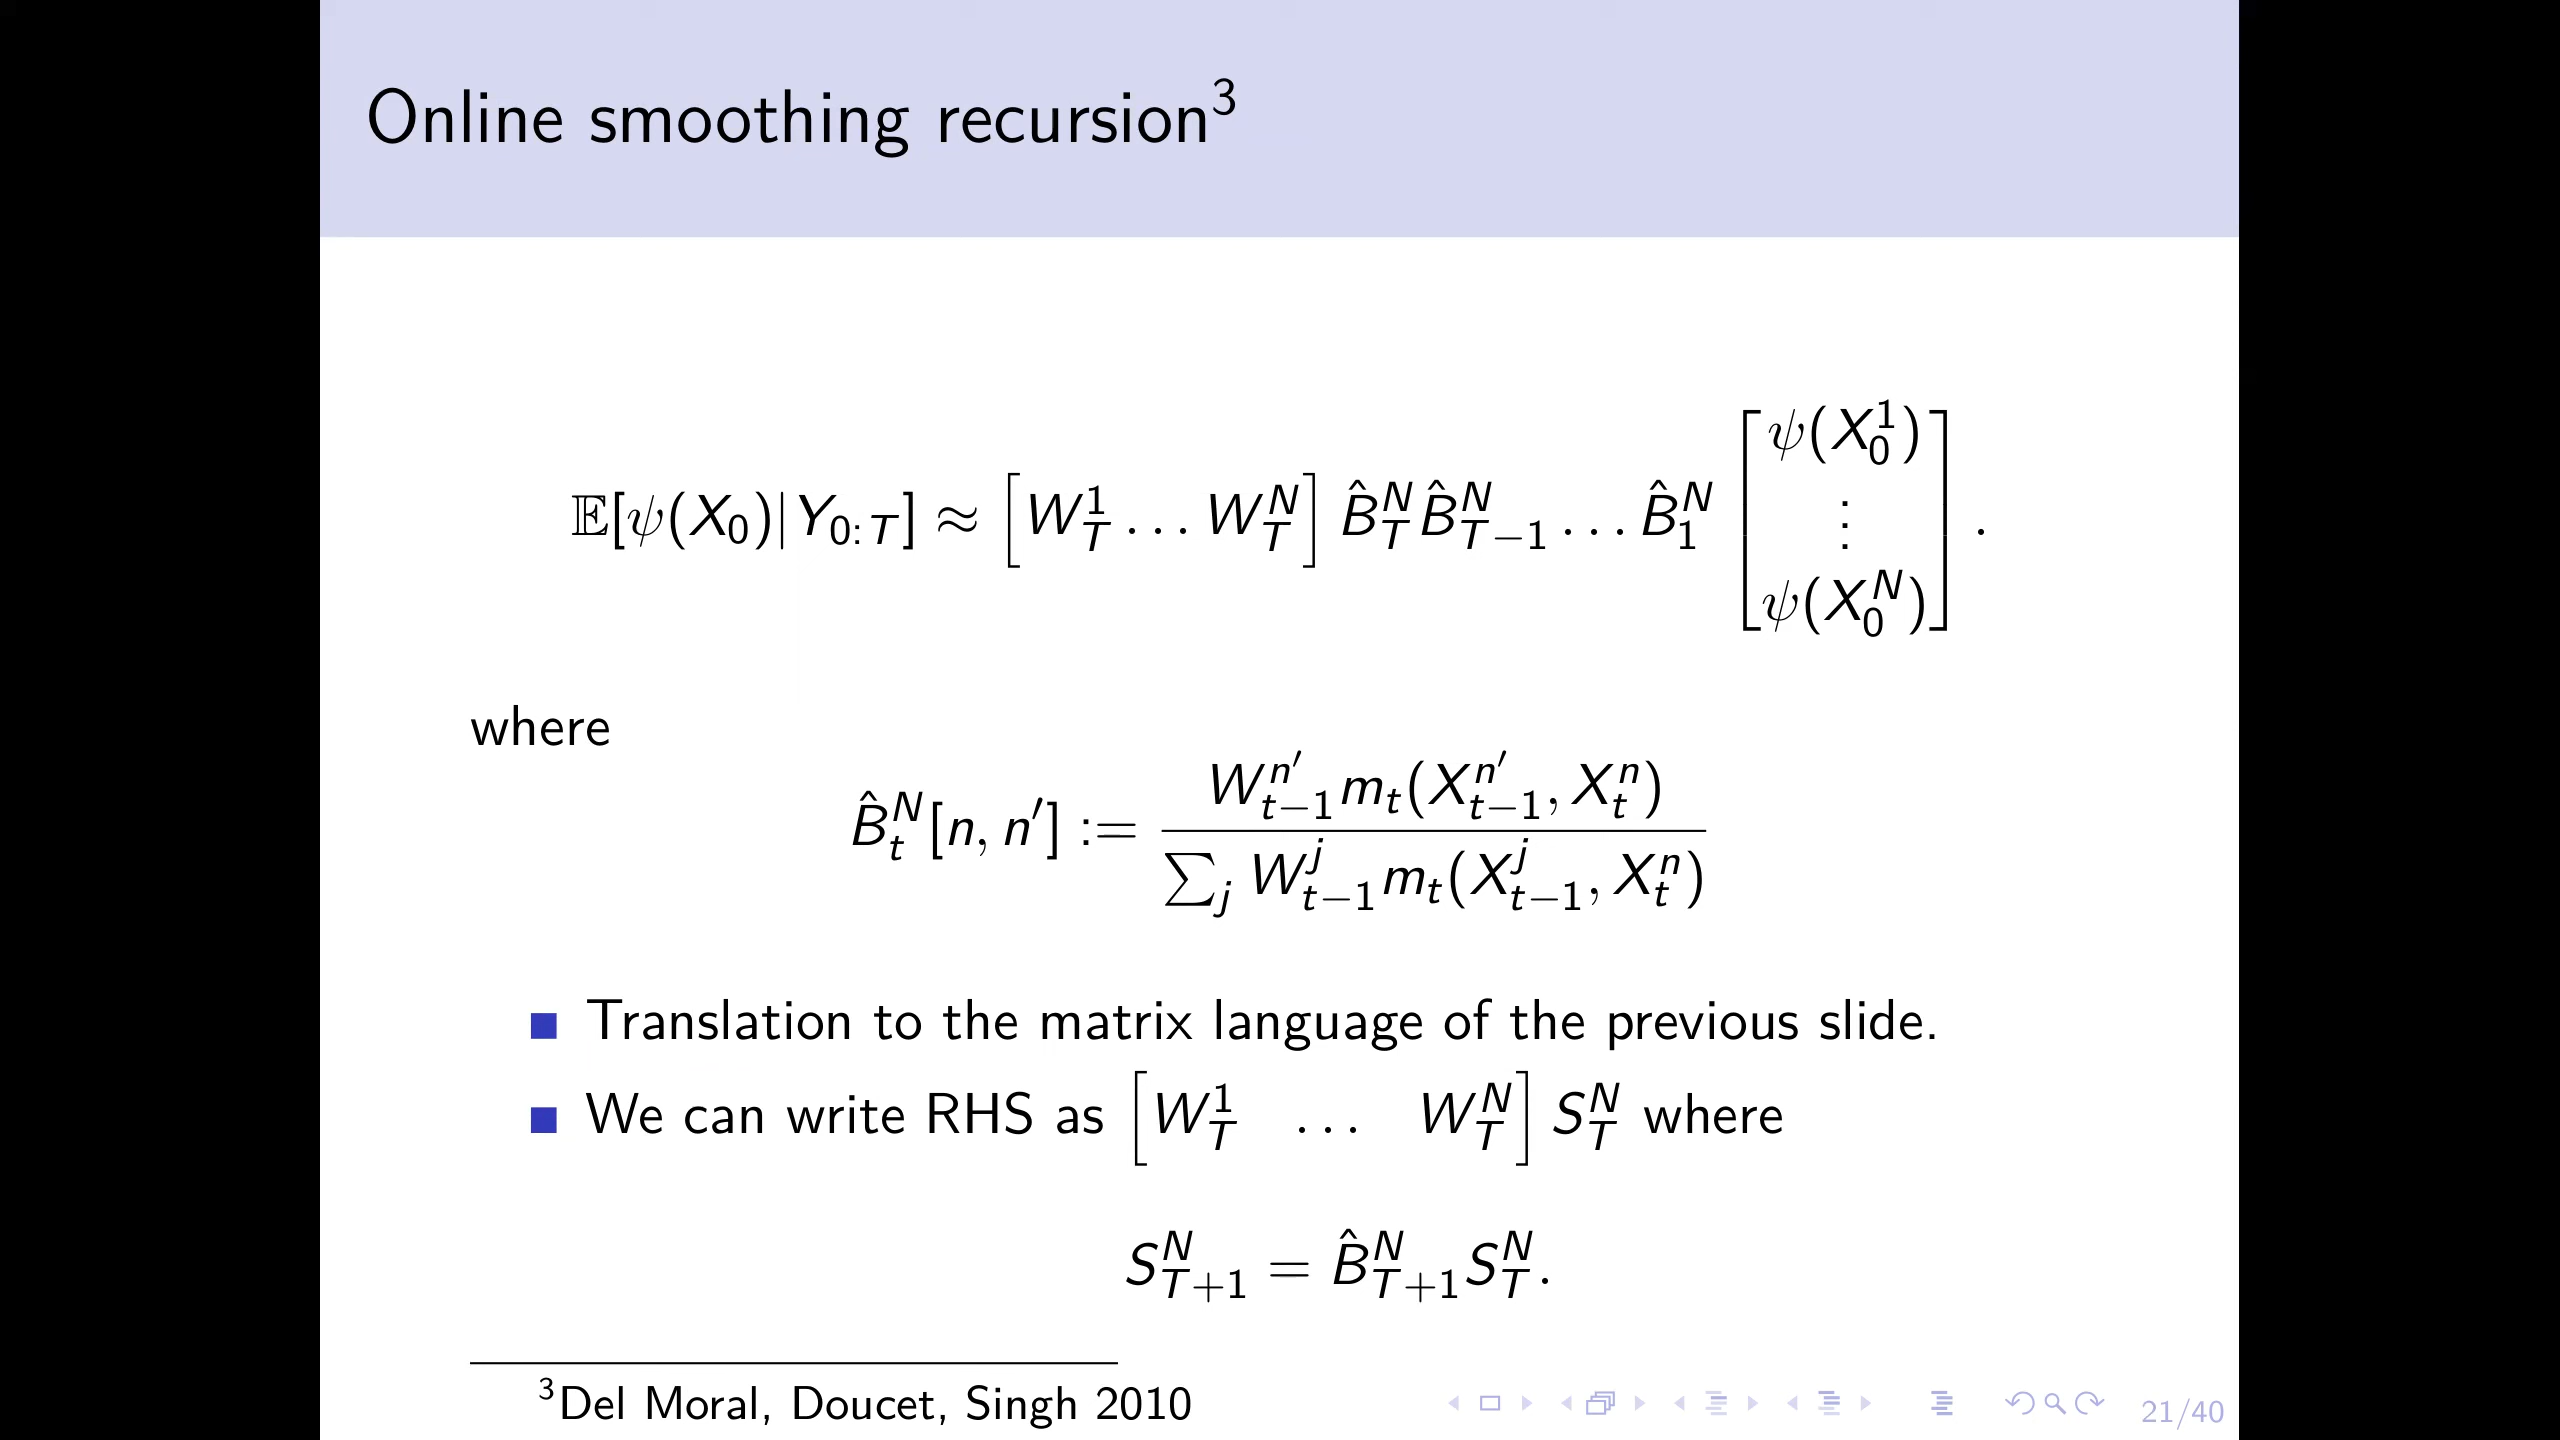 Online smoothing recursion³
𝔼[ψ(X₀)|Y₀:T] ≈ [W_T^1 … W_T^N] B̂_T^N B̂_{T−1}^N … B̂_1^N [ψ(X_0^1) ⋮ ψ(X_0^N)] .
where
B̂_t^N[n, n′] := W_{t−1}^{n′} m_t(X_{t−1}^{n′}, X_t^n) / ∑_j W_{t−1}^j m_t(X_{t−1}^j, X_t^n)
Translation to the matrix language of the previous slide.
We can write RHS as [W_T^1 … W_T^N] S_T^N where
S_{T+1}^N = B̂_{T+1}^N S_T^N.
³Del Moral, Doucet, Singh 2010
21/40